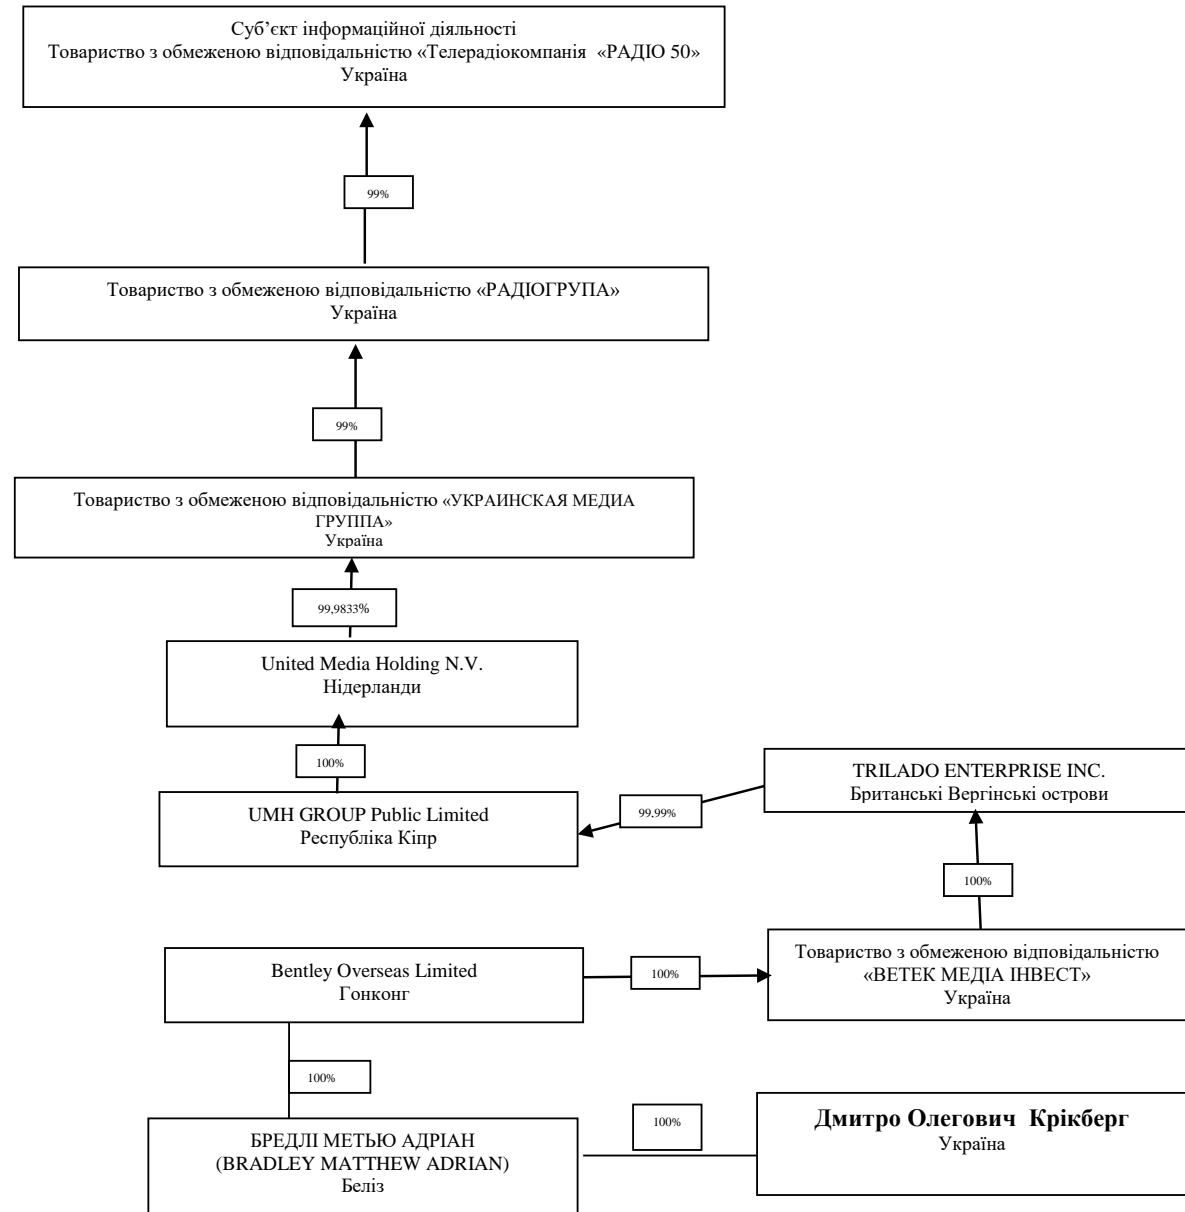 Суб’єкт інформаційної діяльності
Товариство з обмеженою відповідальністю «Телерадіокомпанія «РАДІО 50»
Україна
99%
Товариство з обмеженою відповідальністю «РАДІОГРУПА»
Україна
99%
Товариство з обмеженою відповідальністю «УКРАИНСКАЯ МЕДИА
ГРУППА»
Україна
99,9833%
United Media Holding N.V.
Нідерланди
100%
UMH GROUP Public Limited
Республіка Кіпр
99,99%
TRILADO ENTERPRISE INC.
Британські Вергінські острови
100%
Товариство з обмеженою відповідальністю
«ВЕТЕК МЕДІА ІНВЕСТ»
Україна
100%
Bentley Overseas Limited
Гонконг
100%
БРЕДЛІ МЕТЬЮ АДРІАН
(BRADLEY MATTHEW ADRIAN)
Беліз
100%
Дмитро Олегович Крікберг
Україна